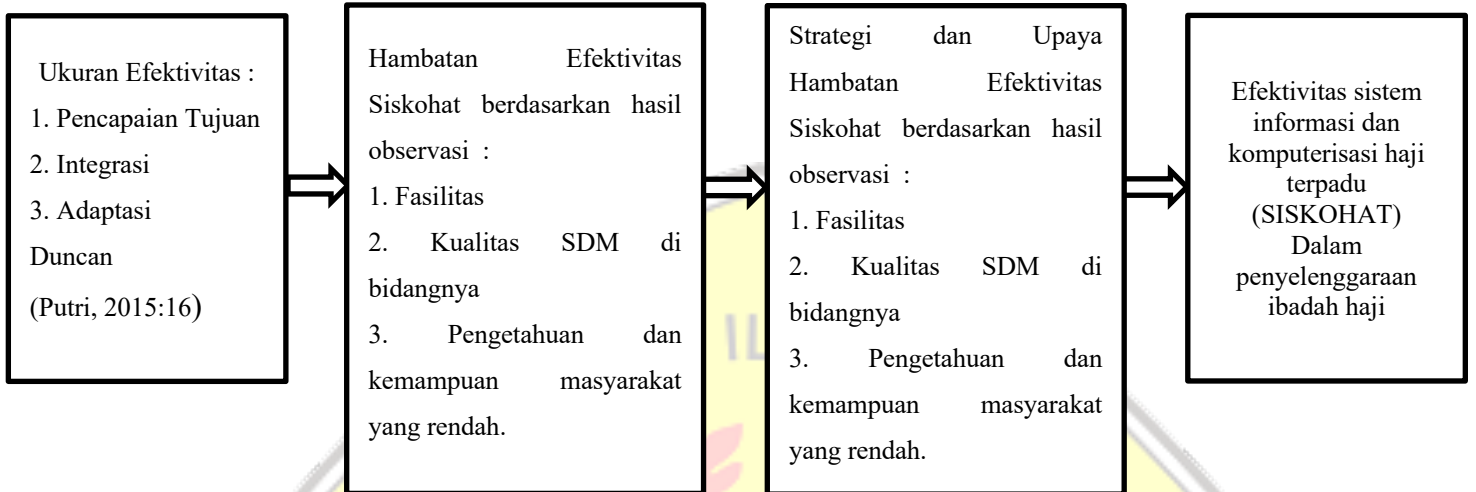 Ukuran Efektivitas :
1. Pencapaian Tujuan
2. Integrasi
3. Adaptasi
Duncan
(Putri, 2015:16)
Hambatan Efektivitas
Siskohat berdasarkan hasil
observasi :
1. Fasilitas
2. Kualitas SDM di
bidangnya
3. Pengetahuan dan
kemampuan masyarakat
yang rendah.
Strategi dan Upaya
Hambatan Efektivitas
Siskohat berdasarkan hasil
observasi :
1. Fasilitas
2. Kualitas SDM di
bidangnya
3. Pengetahuan dan
kemampuan masyarakat
yang rendah.
Efektivitas sistem
informasi dan
komputerisasi haji
terpadu
(SISKOHAT)
Dalam
penyelenggaraan
ibadah haji